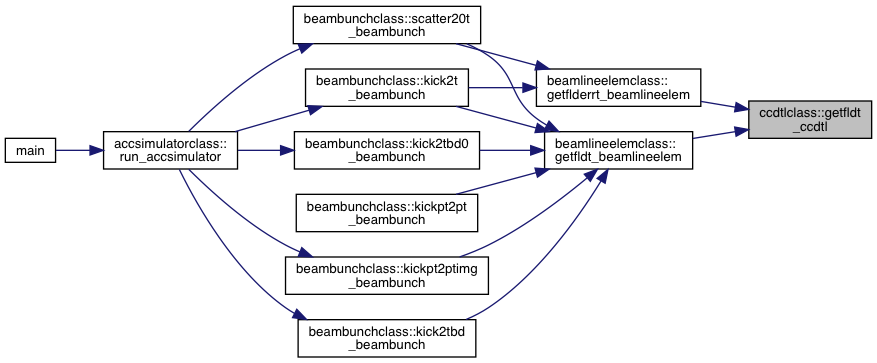 beambunchclass::scatter20t
_beambunch
beambunchclass::kick2t
_beambunch
beamlineelemclass::
getflderrt_beamlineelem
ccdtlclass::getfldt
_ccdtl
main
accsimulatorclass::
run_accsimulator
beambunchclass::kick2tbd0
_beambunch
beamlineelemclass::
getfldt_beamlineelem
beambunchclass::kickpt2pt
_beambunch
beambunchclass::kickpt2ptimg
_beambunch
beambunchclass::kick2tbd
_beambunch